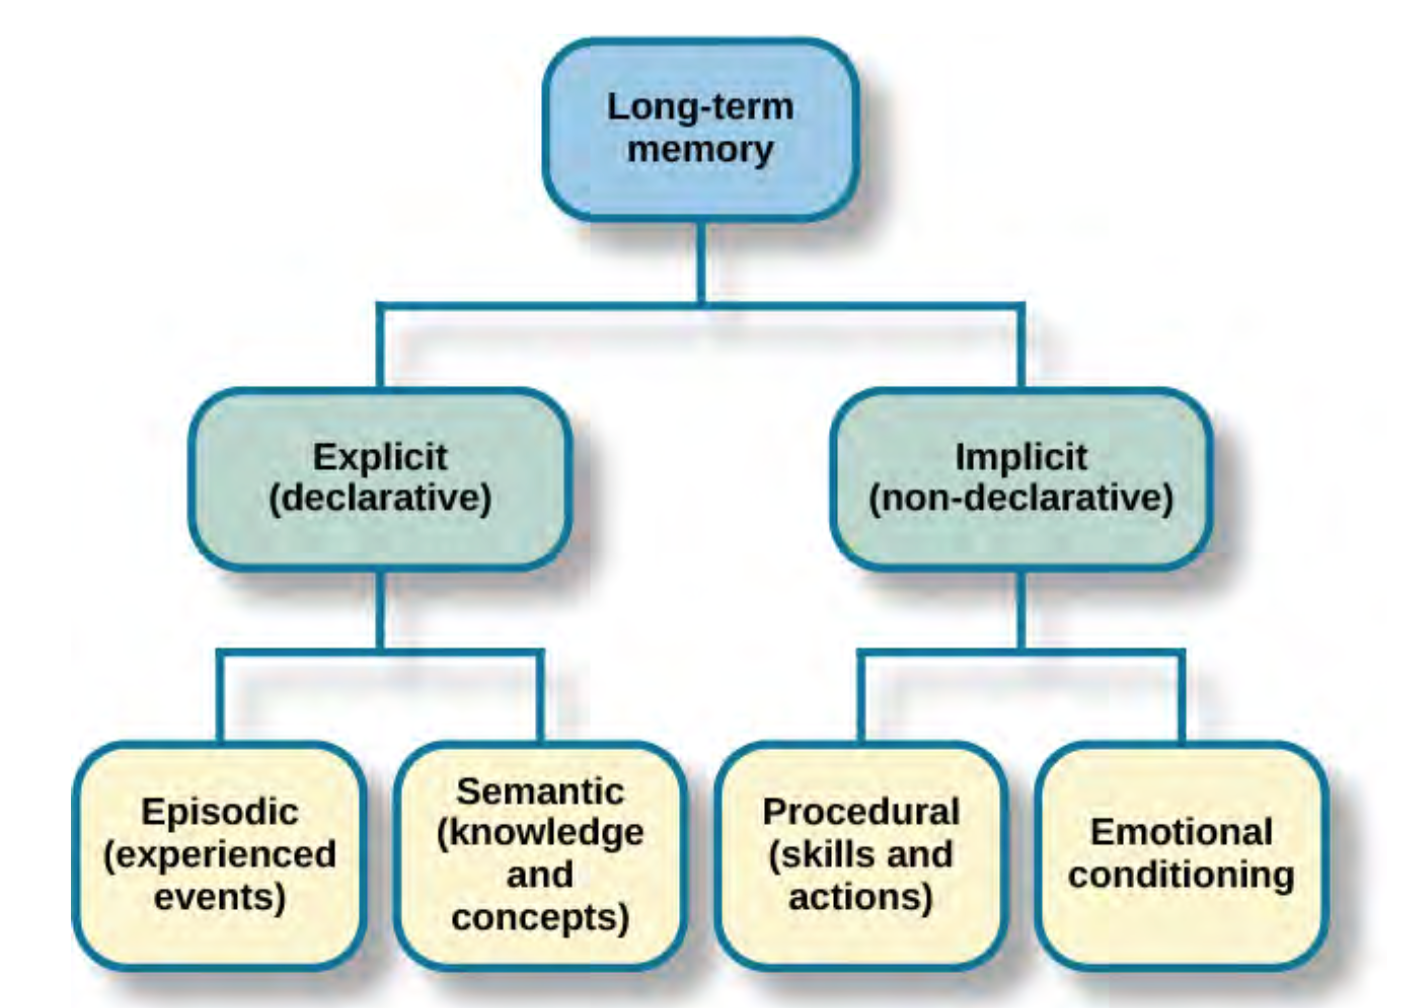 Long-term
memory
Explicit
(declarative)
Implicit
(non-declarative)
Episodic
(experienced
events)
Semantic
(knowledge
and
concepts)
Procedural
(skills and
actions)
Emotional
conditioning